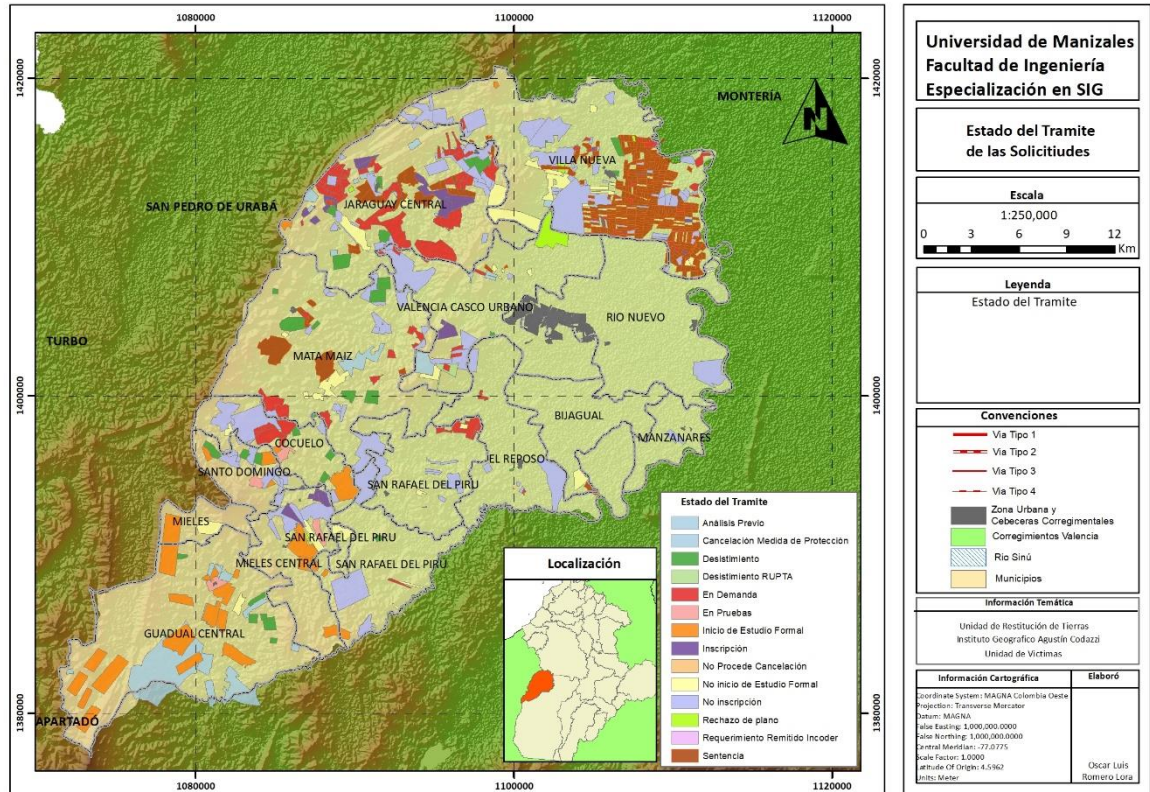 1080000
1100000
1120000
1420000
1420000
MONTERÍA
N
VILLA NUEVA
SAN PEDRO DE URABÁ
JARAGUAY CENTRAL
VALENCIA CASCO URBANO
RIO NUEVO
TURBO
MATA MAIZ
1400000
1400000
BIJAGUAL
COCUELO
MANZANARES
EL REPOSO
SANTO DOMINGO
SAN RAFAEL DEL PIRU
MIELES
SAN RAFAEL DEL PIRU
MIELES CENTRAL
SAN RAFAEL DEL PIRU
GUADUAL CENTRAL
APARTADÓ
1380000
1380000
1080000
1100000
1120000
Estado del Tramite
Análisis Previo
Cancelación Medida de Protección
Desistimiento
Desistimiento RUPTA
En Demanda
En Pruebas
Inicio de Estudio Formal
Inscripción
No Procede Cancelación
No inicio de Estudio Formal
No inscripción
Rechazo de plano
Requerimiento Remitido Incoder
Sentencia
Localización
Universidad de Manizales
Facultad de Ingeniería
Especialización en SIG
Estado del Tramite
de las Solicitiudes
Escala
1:250,000
0 3 6 9 12
Km
Leyenda
Estado del Tramite
Convenciones
Via Tipo 1
Via Tipo 2
Via Tipo 3
Via Tipo 4
Zona Urbana y
Cebeceras Corregimentales
Corregimientos Valencia
Rio Sinú
Municipios
Información Temática
Unidad de Restitución de Tierras
Instituto Geografico Agustín Codazzi
Unidad de Victimas
Información Cartográfica
Coordinate System: MAGNA Colombia Oeste
Projection: Transverse Mercator
Datum: MAGNA
False Easting: 1,000,000.0000
False Northing: 1,000,000.0000
Central Meridian: -77.0775
Scale Factor: 1.0000
Latitude Of Origin: 4.5962
Units: Meter
Elaboró
Oscar Luis
Romero Lora